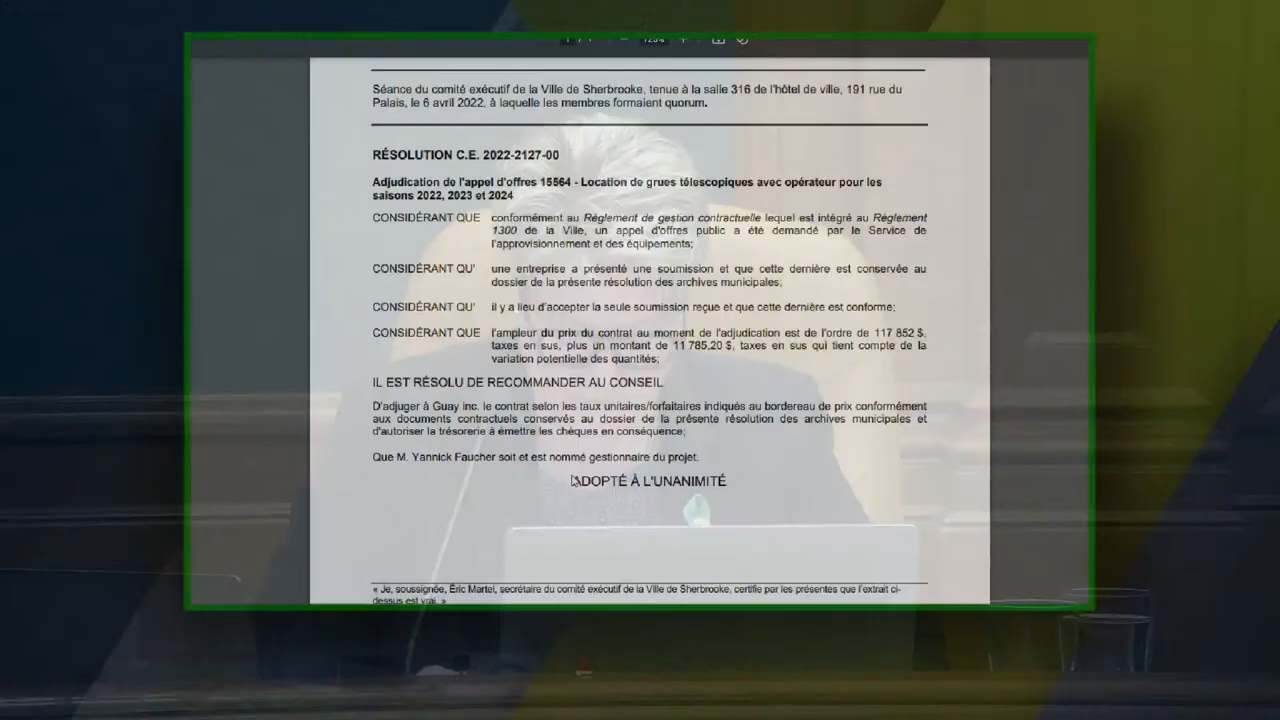 Séance du comité exécutif de la Ville de Sherbrooke, tenue à la salle 316 de l'hôtel de ville, 191 rue du
Palais, le 6 avril 2022, à laquelle les membres formaient quorum.
RÉSOLUTION C.E. 2022-2127-00
Adjudication de l'appel d'offres 15564 - Location de grues télescopiques avec opérateur pour les
saisons 2022, 2023 et 2024
CONSIDÉRANT QUE conformément au Règlement de gestion contractuelle lequel est intégré au Règlement
1300 de la Ville, un appel d'offres public a été demandé par le Service de
l'approvisionnement et des équipements;
CONSIDÉRANT QU' une entreprise a présenté une soumission et que cette dernière est conservée au
dossier de la présente résolution des archives municipales;
CONSIDÉRANT QU' il y a lieu d'accepter la seule soumission reçue et que cette dernière est conforme;
CONSIDÉRANT QUE l'ampleur du prix du contrat au moment de l'adjudication est de l'ordre de 117 852 $,
taxes en sus, plus un montant de 11 785,20 $, taxes en sus qui tient compte de la
variation potentielle des quantités;
IL EST RÉSOLU DE RECOMMANDER AU CONSEIL
D'adjuger à Guay inc. le contrat selon les taux unitaires/forfaitaires indiqués au bordereau de prix conformément
aux documents contractuels conservés au dossier de la présente résolution des archives municipales et
d'autoriser la trésorerie à émettre les chèques en conséquence;
Que M. Yannick Faucher soit et est nommé gestionnaire du projet.
ADOPTÉ À L'UNANIMITÉ
« Je, soussignée, Éric Martel, secrétaire du comité exécutif de la Ville de Sherbrooke, certifie par les présentes que l'extrait ci-
dessus est vrai. »